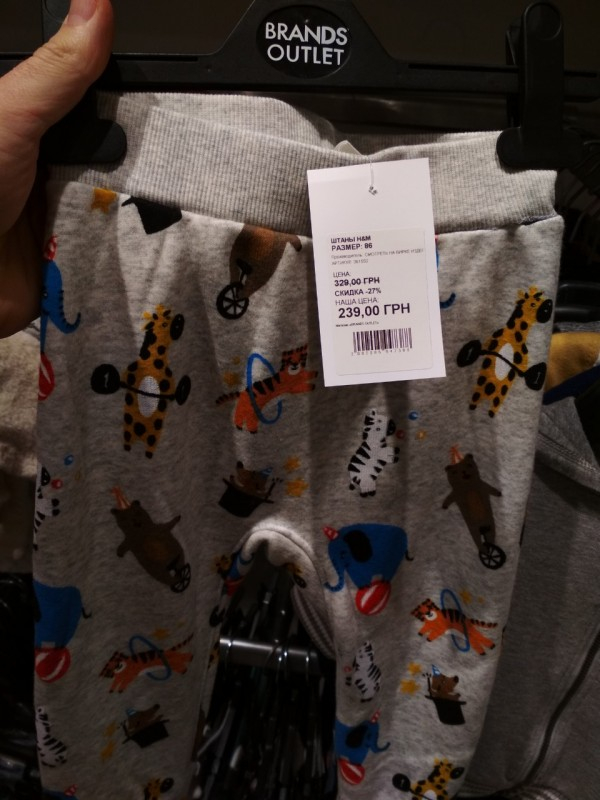 BRANDS
OUTLET
ШТАНЫ H&M
РАЗМЕР: 86
ЦЕНА:
329,00 ГРН
СКИДКА -27%
НАША ЦЕНА:
239,00 ГРН